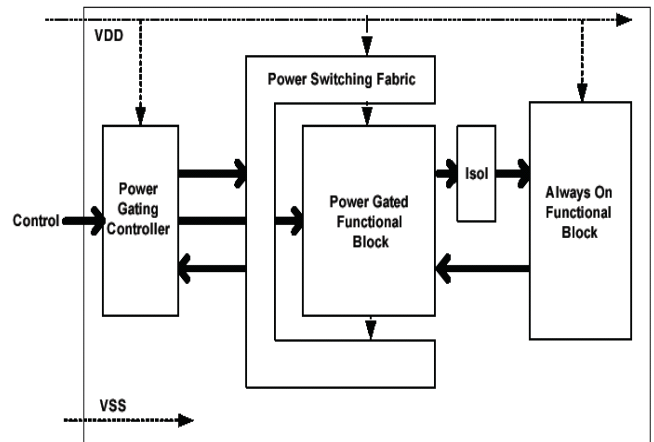 VDD
Power Switching Fabric
Power
Gating
Controller
Control
Power Gated
Functional
Block
Isol
Always On
Functional
Block
VSS